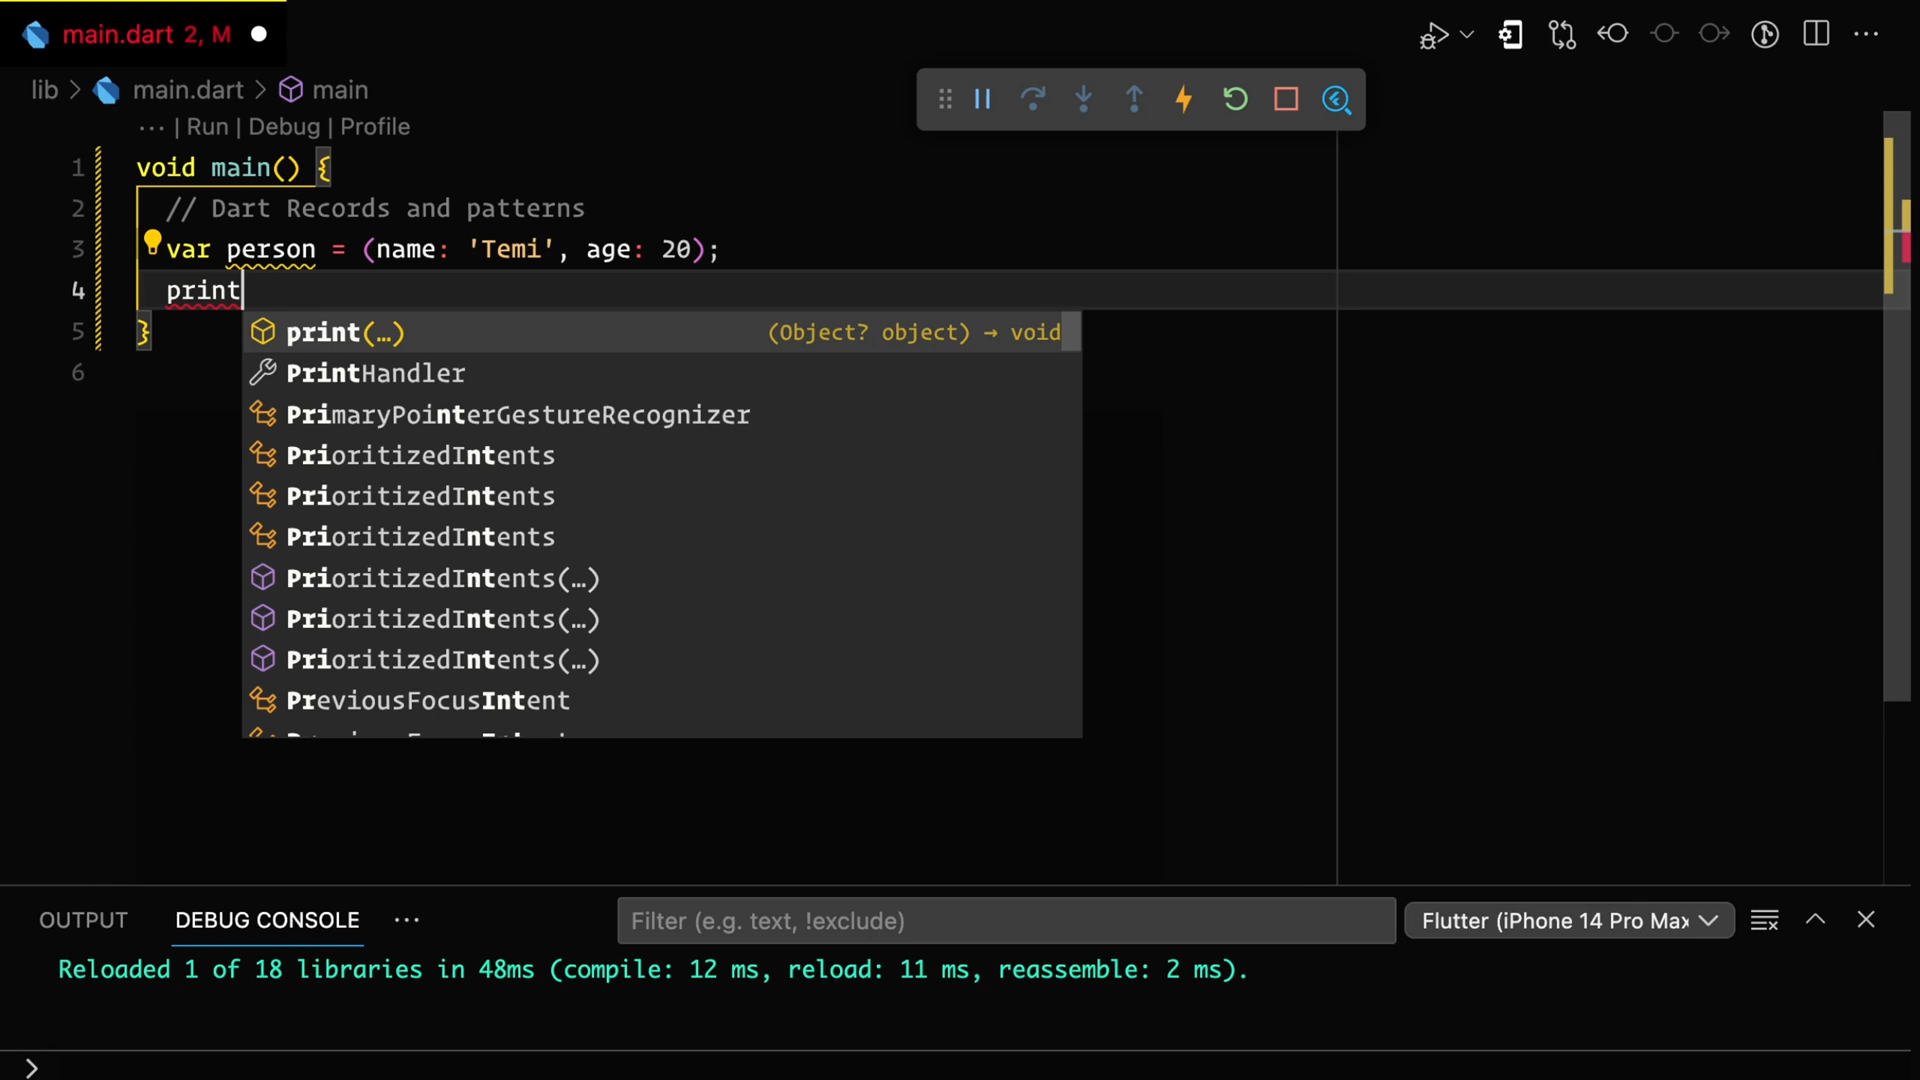 main.dart 2, M
lib > main.dart > main
... | Run | Debug | Profile
1 void main() {
2 // Dart Records and patterns
3 var person = (name: 'Temi', age: 20);
4 print
5 }
6
print(…) (Object? object) → void
PrintHandler
PrimaryPointerGestureRecognizer
PrioritizedIntents
PrioritizedIntents
PrioritizedIntents
PrioritizedIntents(…)
PrioritizedIntents(…)
PrioritizedIntents(…)
PreviousFocusIntent
OUTPUT DEBUG CONSOLE ... Filter (e.g. text, !exclude) Flutter (iPhone 14 Pro Max
Reloaded 1 of 18 libraries in 48ms (compile: 12 ms, reload: 11 ms, reassemble: 2 ms).
>